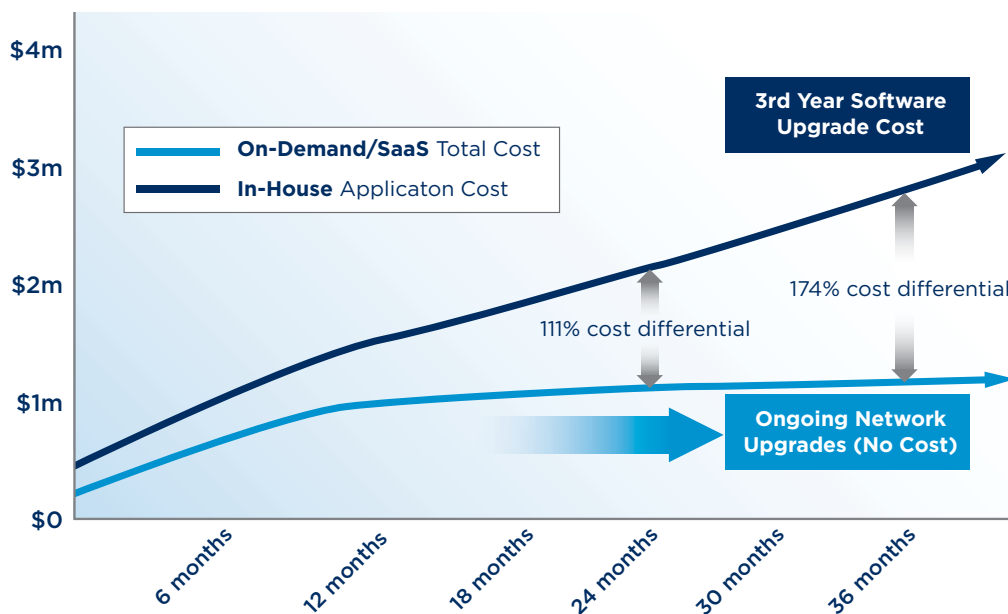 $4m
3rd Year Software
Upgrade Cost
On-Demand/SaaS Total Cost
$3m
In-House Applicaton Cost
$2m
174% cost differential
111% cost differential
$1m
Ongoing Network
Upgrades (No Cost)
$0
6 months
12 months
18 months
24 months
30 months
36 months